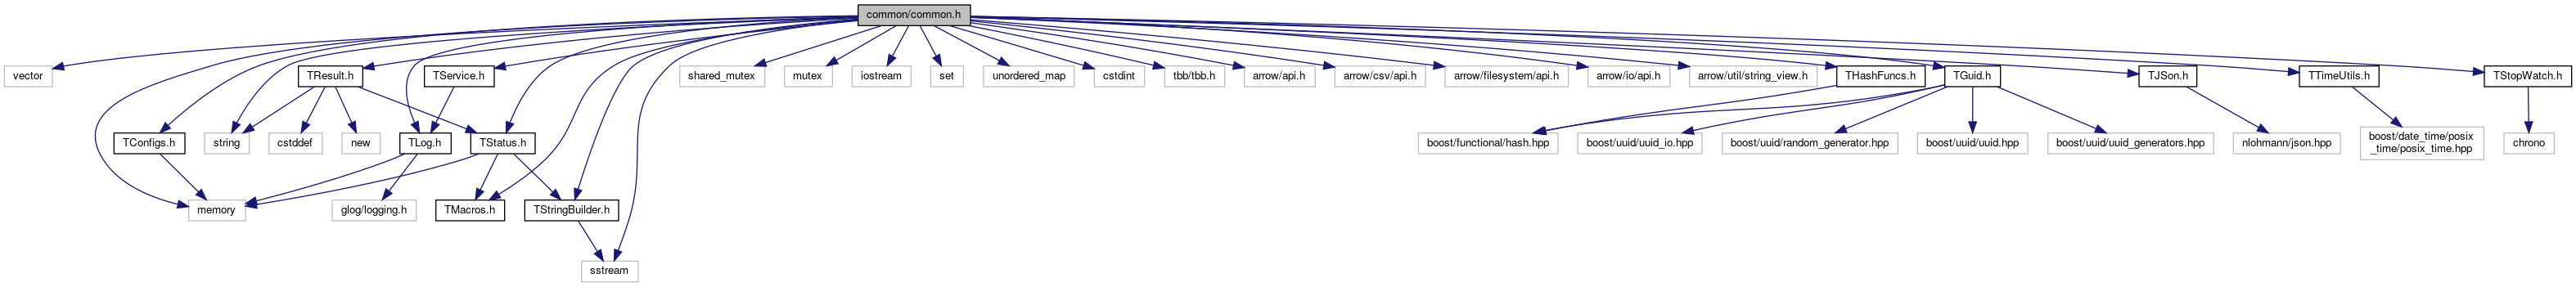 common/common.h
vector
TResult.h
TService.h
shared_mutex
mutex
iostream
set
unordered_map
cstdint
tbb/tbb.h
arrow/api.h
arrow/csv/api.h
arrow/filesystem/api.h
arrow/io/api.h
arrow/util/string_view.h
THashFuncs.h
TGuid.h
TJSon.h
TTimeUtils.h
TStopWatch.h
TConfigs.h
string
cstddef
new
TLog.h
TStatus.h
boost/functional/hash.hpp
boost/uuid/uuid_io.hpp
boost/uuid/random_generator.hpp
boost/uuid/uuid.hpp
boost/uuid/uuid_generators.hpp
nlohmann/json.hpp
boost/date_time/posix
_time/posix_time.hpp
chrono
memory
glog/logging.h
TMacros.h
TStringBuilder.h
sstream